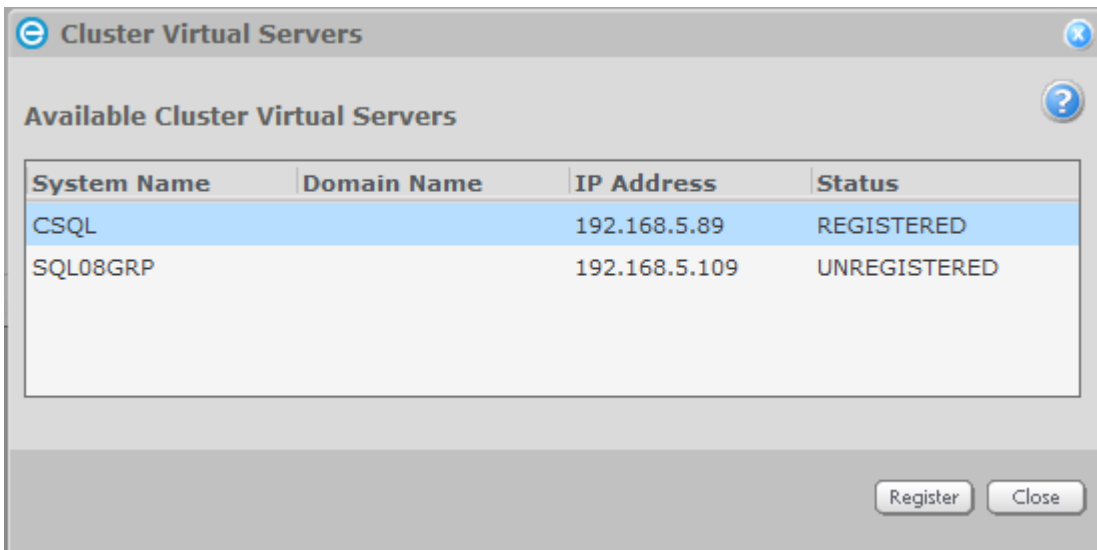 Cluster Virtual Servers
Available Cluster Virtual Servers
System Name Domain Name IP Address Status
CSQL 192.168.5.89 REGISTERED
SQL08GRP 192.168.5.109 UNREGISTERED
Register Close